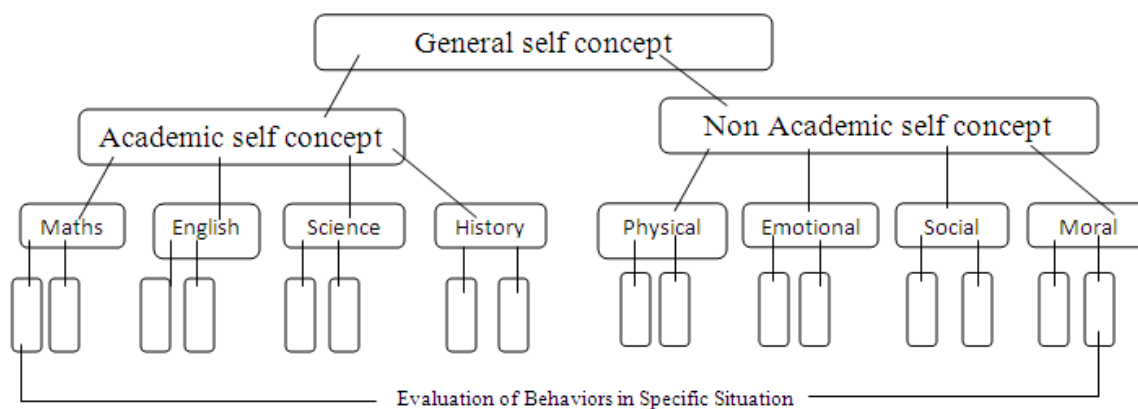 General self concept
Academic self concept
Non Academic self concept
Maths
English
Science
History
Physical
Emotional
Social
Moral
Evaluation of Behaviors in Specific Situation